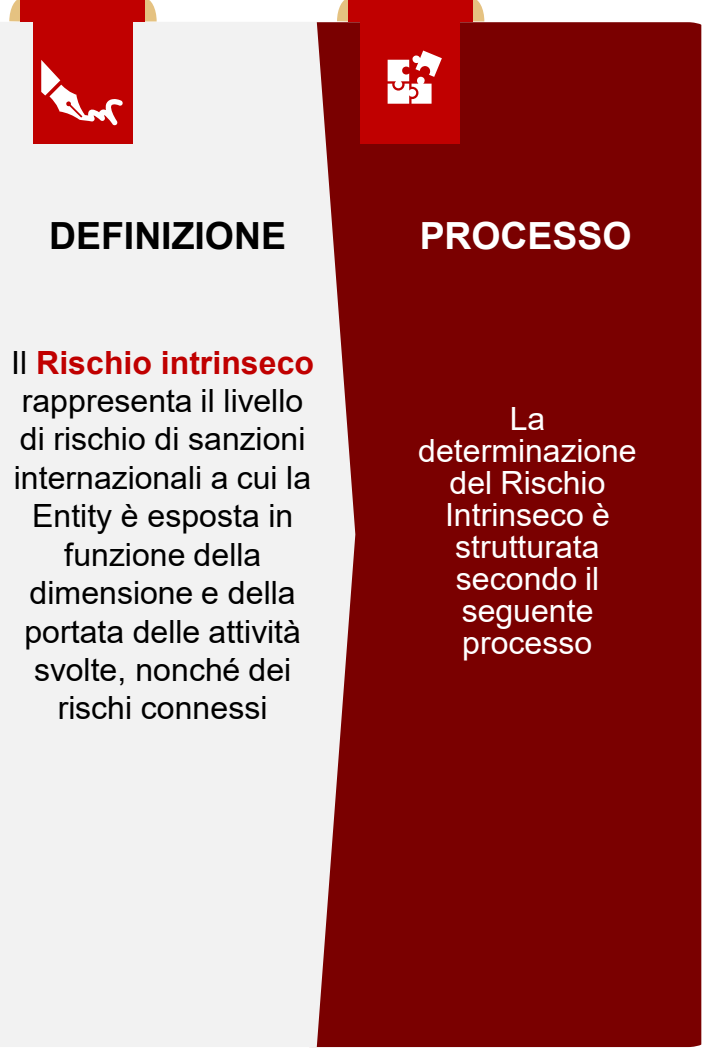 DEFINIZIONE
Il Rischio intrinseco
rappresenta il livello
di rischio di sanzioni
internazionali a cui la
Entity è esposta in
funzione della
dimensione e della
portata delle attività
svolte, nonché dei
rischi connessi
PROCESSO
La
determinazione
del Rischio
Intrinseco è
strutturata
secondo il
seguente
processo